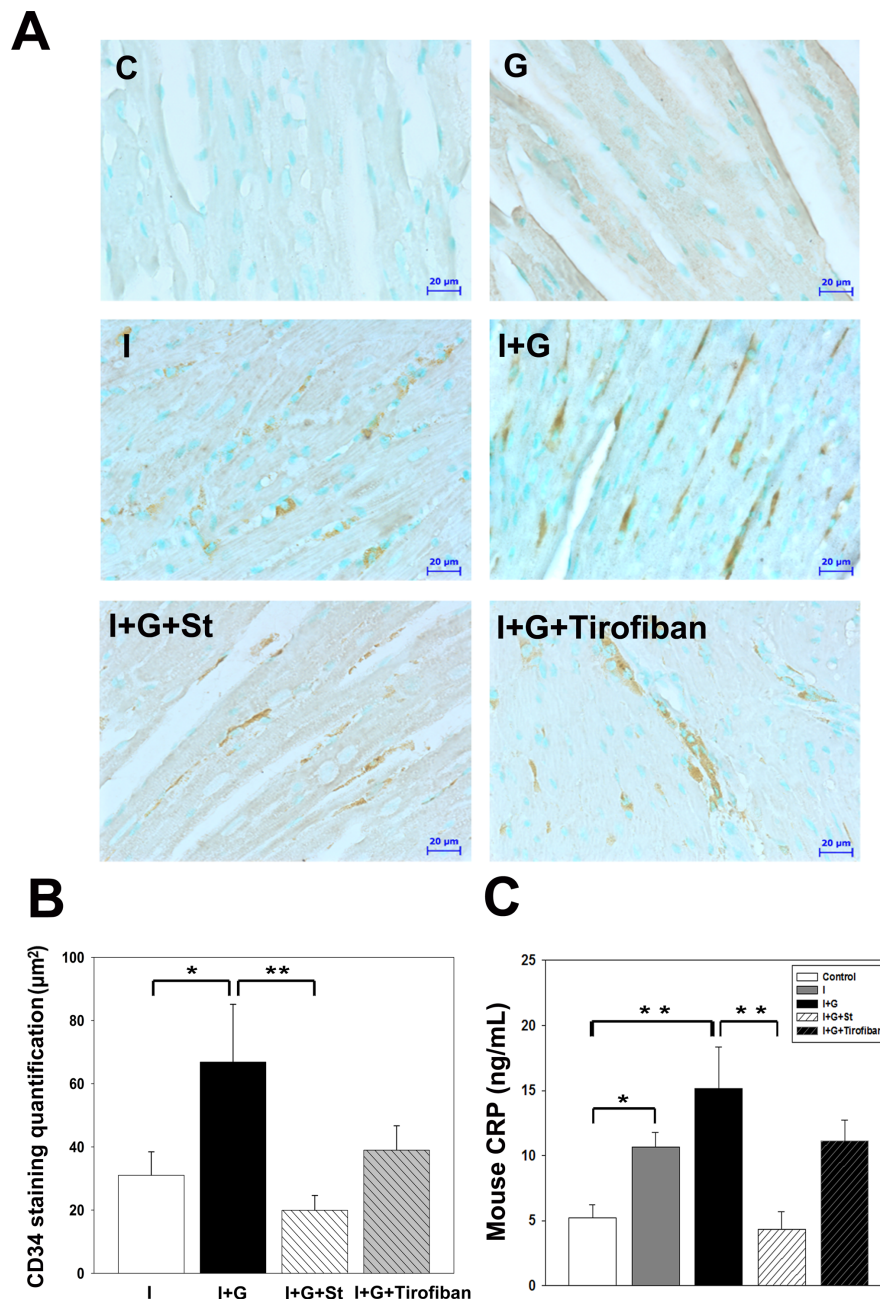 A
C
G
20 µm
20 µm
I
I+G
20 µm
20 µm
I+G+St
I+G+Tirofiban
20 µm
20 µm
B
CD34 staining quantification(µm²)
100
80
60
40
20
0
*
**
I
I+G
I+G+St
I+G+Tirofiban
C
Mouse CRP (ng/mL)
25
20
15
10
5
0
*
* *
* *
Control
I
I+G
I+G+St
I+G+Tirofiban